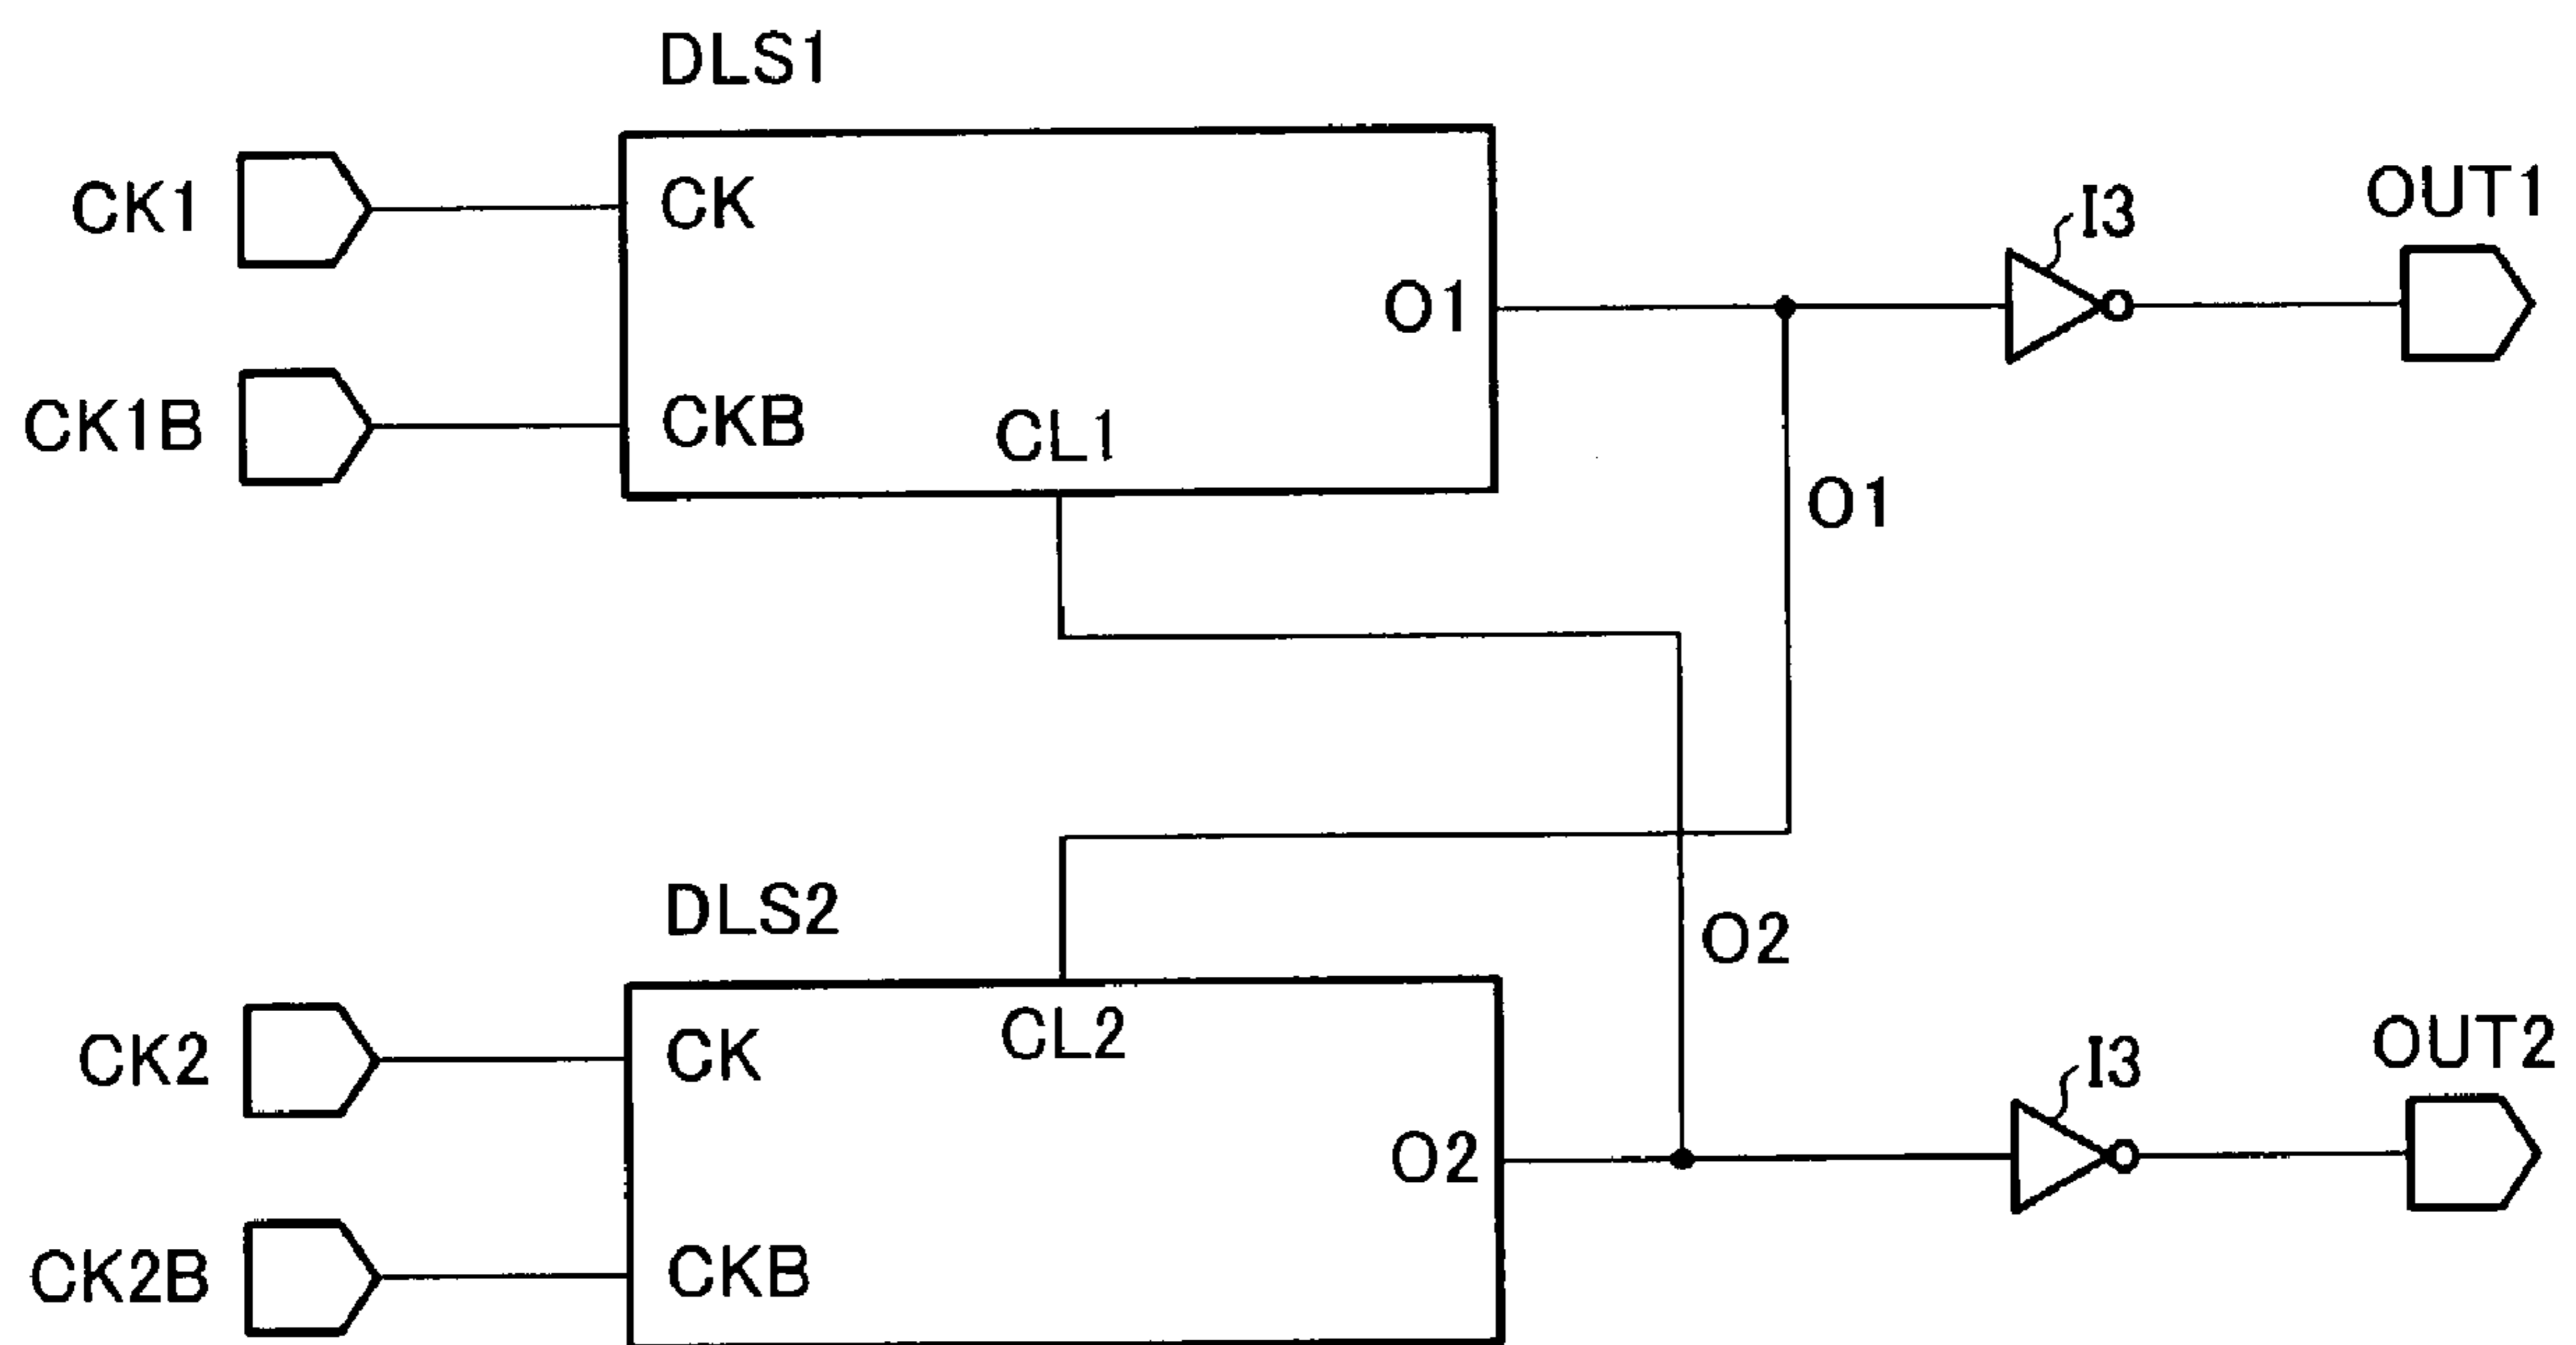 DLS1
CK1
CK
I3
OUT1
O1
CK1B
CKB
CL1
O1
DLS2
O2
CK2
CK
CL2
I3
OUT2
O2
CK2B
CKB